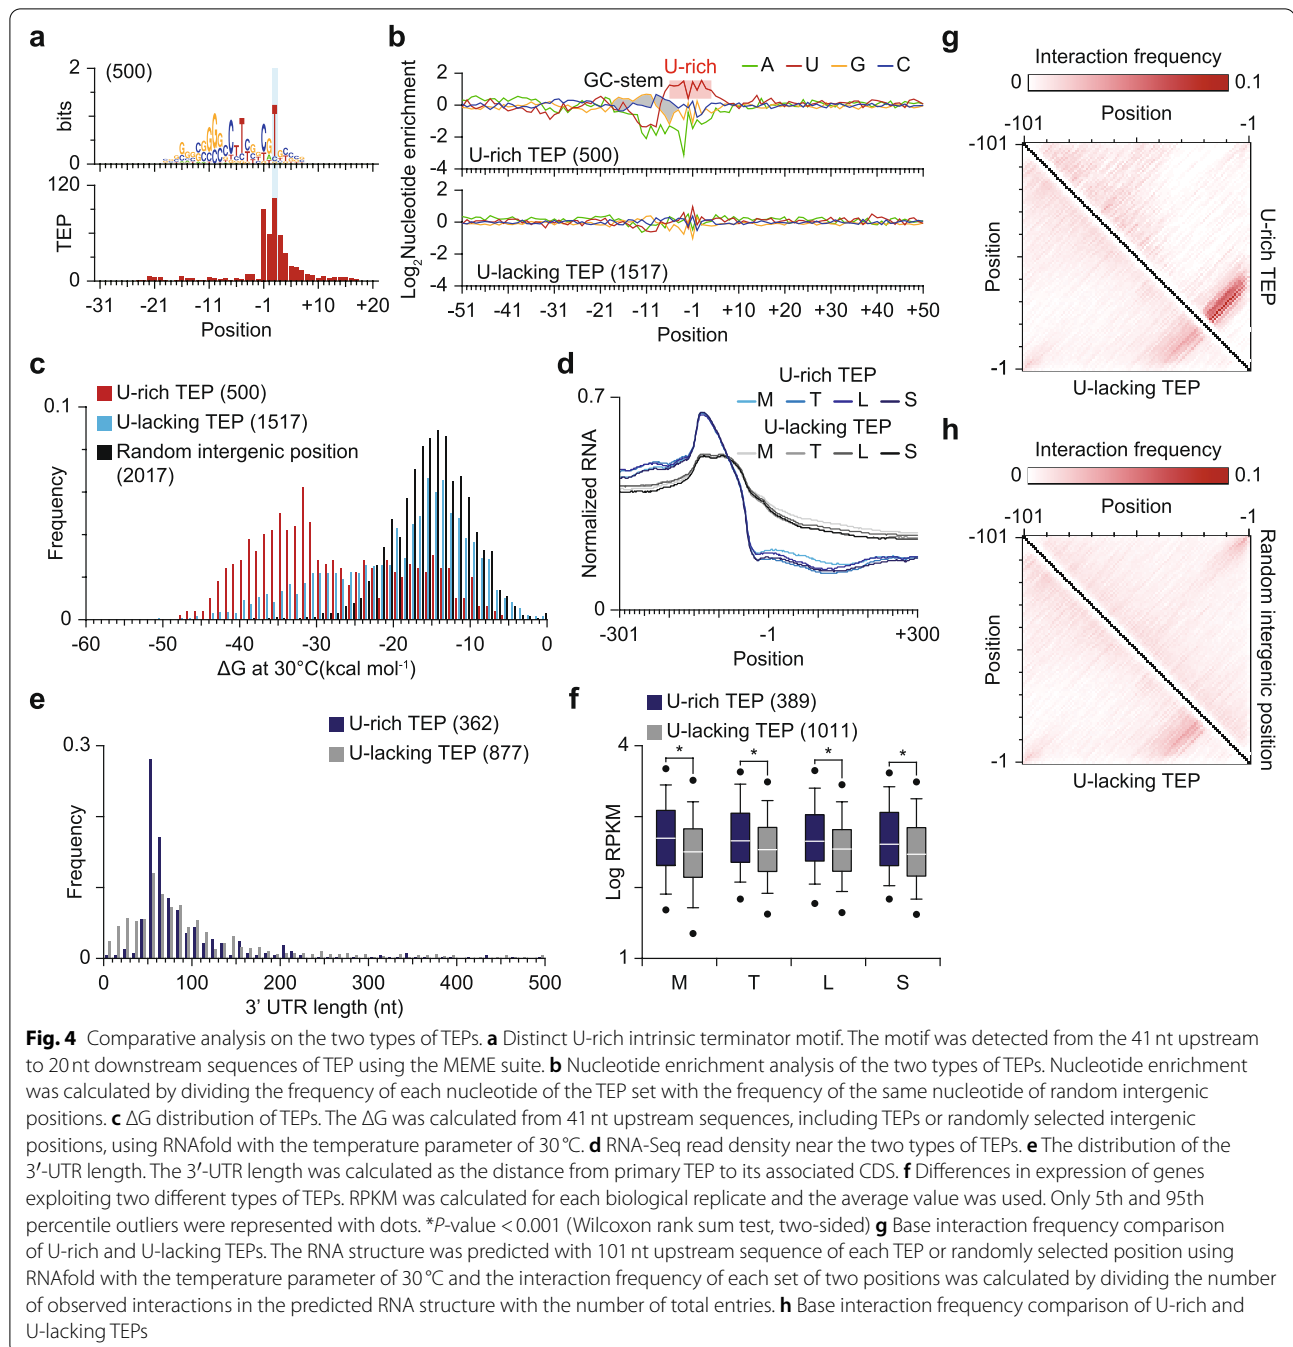 a
(500)
2
1
0
bits
120
0
TEP
-31 -21 -11 -1 +10 +20
Position
b
U-rich
A U G C
GC-stem
2
0
-2
-4
U-rich TEP (500)
2
0
-2
-4
U-lacking TEP (1517)
Log2Nucleotide enrichment
-51 -41 -31 -21 -11 -1 +10 +20 +30 +40 +50
Position
g
Interaction frequency
0 0.1
Position
-101 -1
-101
Position
-1
U-rich TEP
U-lacking TEP
c
U-rich TEP (500)
U-lacking TEP (1517)
Random intergenic position
(2017)
0.1
0
Frequency
-60 -50 -40 -30 -20 -10 0
ΔG at 30°C(kcal mol-1)
d
U-rich TEP
M T L S
U-lacking TEP
M T L S
0.7
0
Normalized RNA
-301 -1 +300
Position
h
Interaction frequency
0 0.1
Position
-101 -1
-101
Position
-1
Random intergenic position
U-lacking TEP
e
U-rich TEP (362)
U-lacking TEP (877)
0.3
0
Frequency
0 100 200 300 400 500
3' UTR length (nt)
f
U-rich TEP (389)
U-lacking TEP (1011)
4
1
Log RPKM
* * * *
M T L S
Fig. 4 Comparative analysis on the two types of TEPs. a Distinct U-rich intrinsic terminator motif. The motif was detected from the 41 nt upstream
to 20 nt downstream sequences of TEP using the MEME suite. b Nucleotide enrichment analysis of the two types of TEPs. Nucleotide enrichment
was calculated by dividing the frequency of each nucleotide of the TEP set with the frequency of the same nucleotide of random intergenic
positions. c ΔG distribution of TEPs. The ΔG was calculated from 41 nt upstream sequences, including TEPs or randomly selected intergenic
positions, using RNAfold with the temperature parameter of 30 °C. d RNA-Seq read density near the two types of TEPs. e The distribution of the
3′-UTR length. The 3′-UTR length was calculated as the distance from primary TEP to its associated CDS. f Differences in expression of genes
exploiting two different types of TEPs. RPKM was calculated for each biological replicate and the average value was used. Only 5th and 95th
percentile outliers were represented with dots. *P-value < 0.001 (Wilcoxon rank sum test, two-sided) g Base interaction frequency comparison
of U-rich and U-lacking TEPs. The RNA structure was predicted with 101 nt upstream sequence of each TEP or randomly selected position using
RNAfold with the temperature parameter of 30 °C and the interaction frequency of each set of two positions was calculated by dividing the number
of observed interactions in the predicted RNA structure with the number of total entries. h Base interaction frequency comparison of U-rich and
U-lacking TEPs